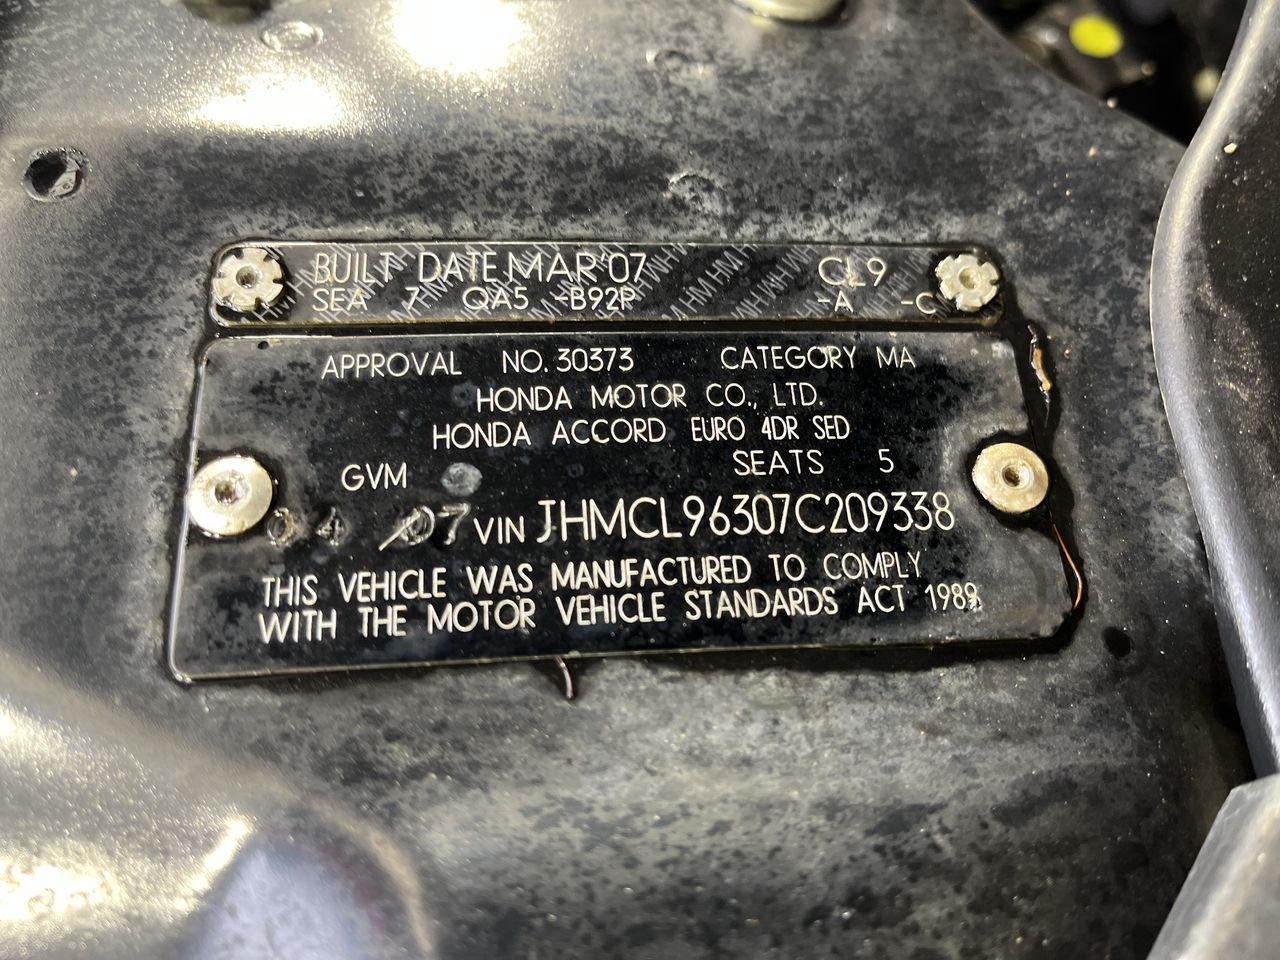 BUILT DATE MAR'07 CL9
SEA 7 QA5 -B92P -A -C
APPROVAL NO. 30373 CATEGORY MA
HONDA MOTOR CO., LTD.
HONDA ACCORD EURO 4DR SED
GVM SEATS 5
04 /07 VIN JHMCL96307C209338
THIS VEHICLE WAS MANUFACTURED TO COMPLY
WITH THE MOTOR VEHICLE STANDARDS ACT 1989.